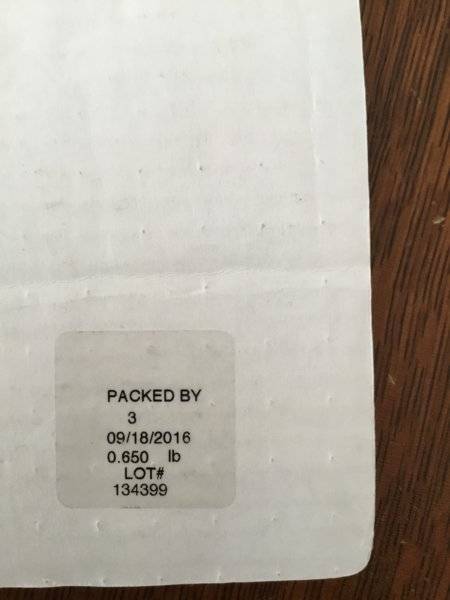 PACKED BY
3
09/18/2016
0.650 lb
LOT#
134399